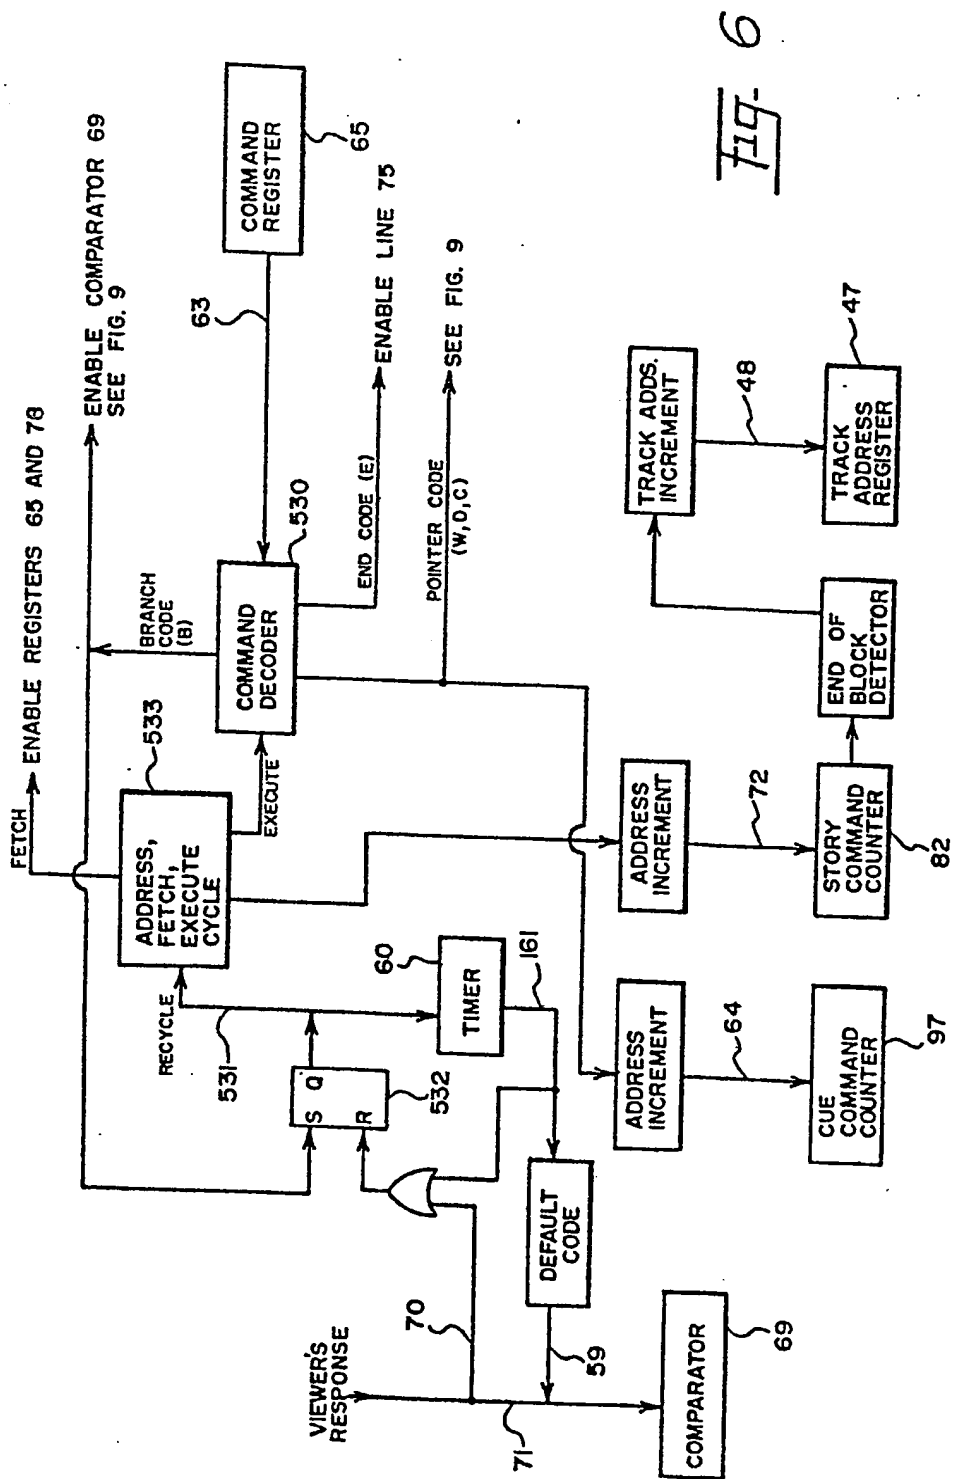 FETCH
ENABLE REGISTERS 65 AND 78
ENABLE COMPARATOR 69
SEE FIG. 9
533
ADDRESS,
FETCH,
EXECUTE
CYCLE
RECYCLE
531
EXECUTE
BRANCH
CODE
(B)
COMMAND
DECODER
530
63
COMMAND
REGISTER
65
END CODE (E)
ENABLE LINE 75
POINTER CODE
(W,D,C)
SEE FIG. 9
S
Q
R
532
60
TIMER
161
VIEWER'S
RESPONSE
70
71
59
DEFAULT
CODE
COMPARATOR
69
ADDRESS
INCREMENT
64
CUE
COMMAND
COUNTER
97
ADDRESS
INCREMENT
72
STORY
COMMAND
COUNTER
82
END OF
BLOCK
DETECTOR
TRACK ADDS.
INCREMENT
48
TRACK
ADDRESS
REGISTER
47
Fig. 6